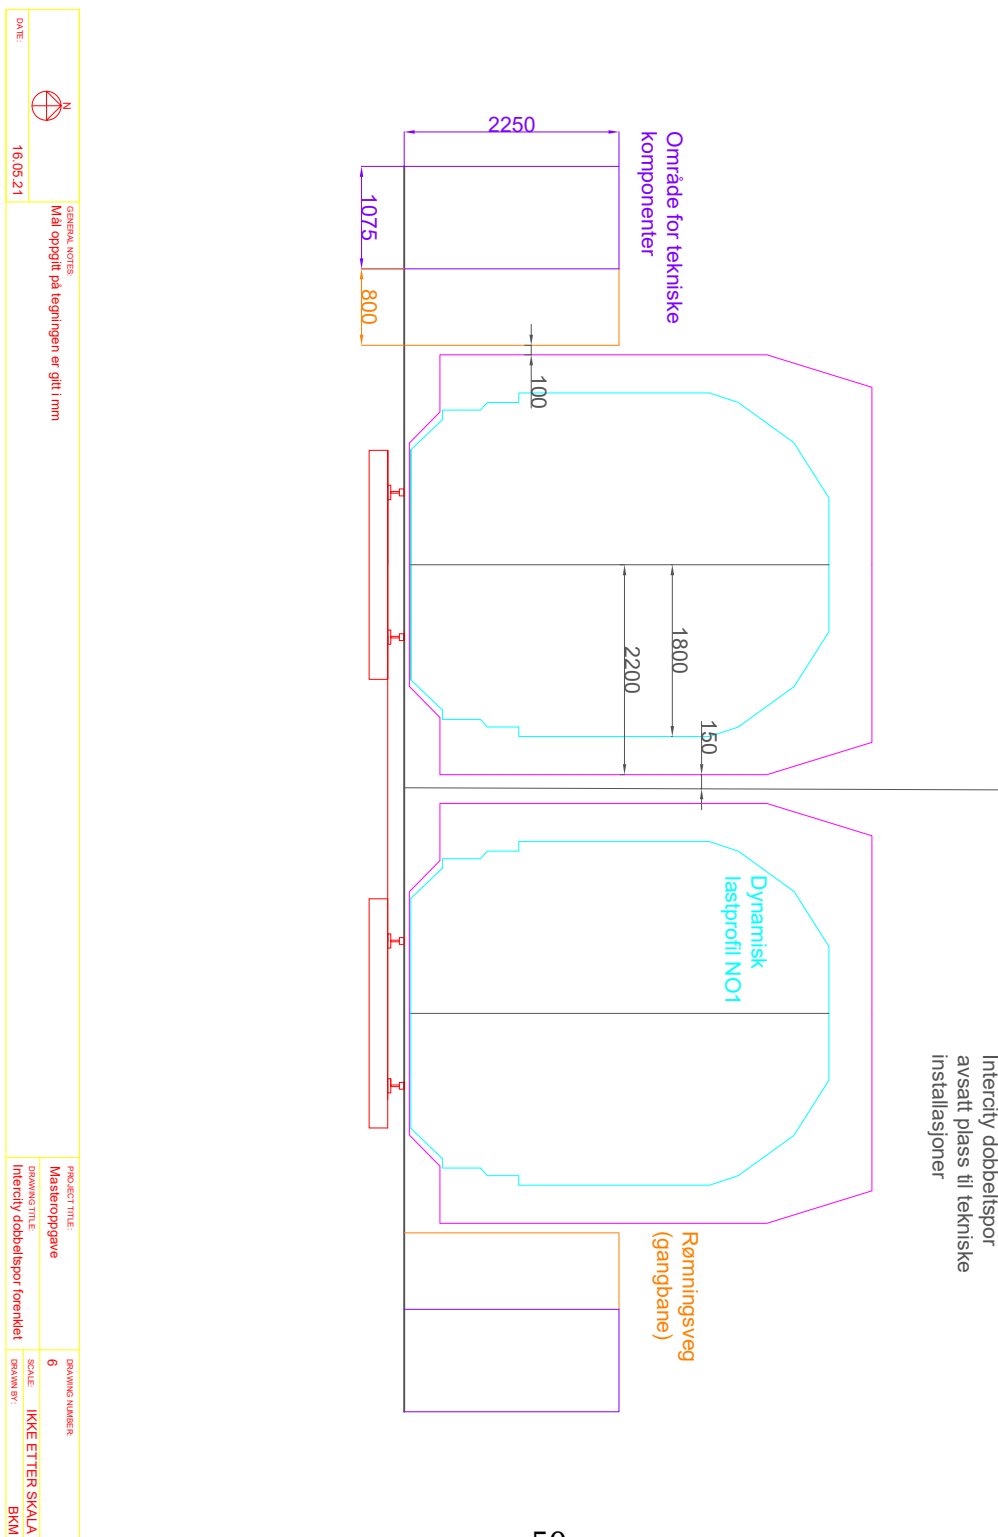 Intercity dobbeltspor
avsatt plass til tekniske
installasjoner
Område for tekniske
komponenter
2250
1075
800
100
1800
2200
150
Dynamisk
lastprofil NO1
Rømningsveg
(gangbane)
N
DATE:
16.05.21
GENERAL NOTES:
Mål oppgitt på tegningen er gitt i mm
PROJECT TITLE:
Masteroppgave
DRAWING TITLE:
Intercity dobbeltspor forenklet
DRAWING NUMBER:
6
SCALE:
IKKE ETTER SKALA
DRAWN BY:
BKM